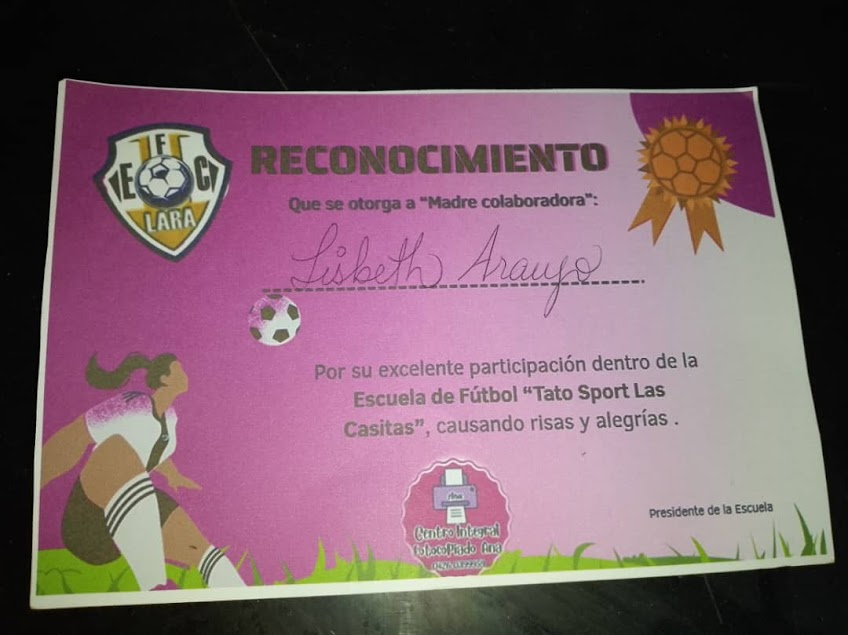 E F C
LARA
RECONOCIMIENTO
Que se otorga a “Madre colaboradora”:
Lisbeth Araujo
Por su excelente participación dentro de la
Escuela de Fútbol “Tato Sport Las
Casitas”, causando risas y alegrías .
Ana
Centro Integral
Fotocopiado Ana
Presidente de la Escuela